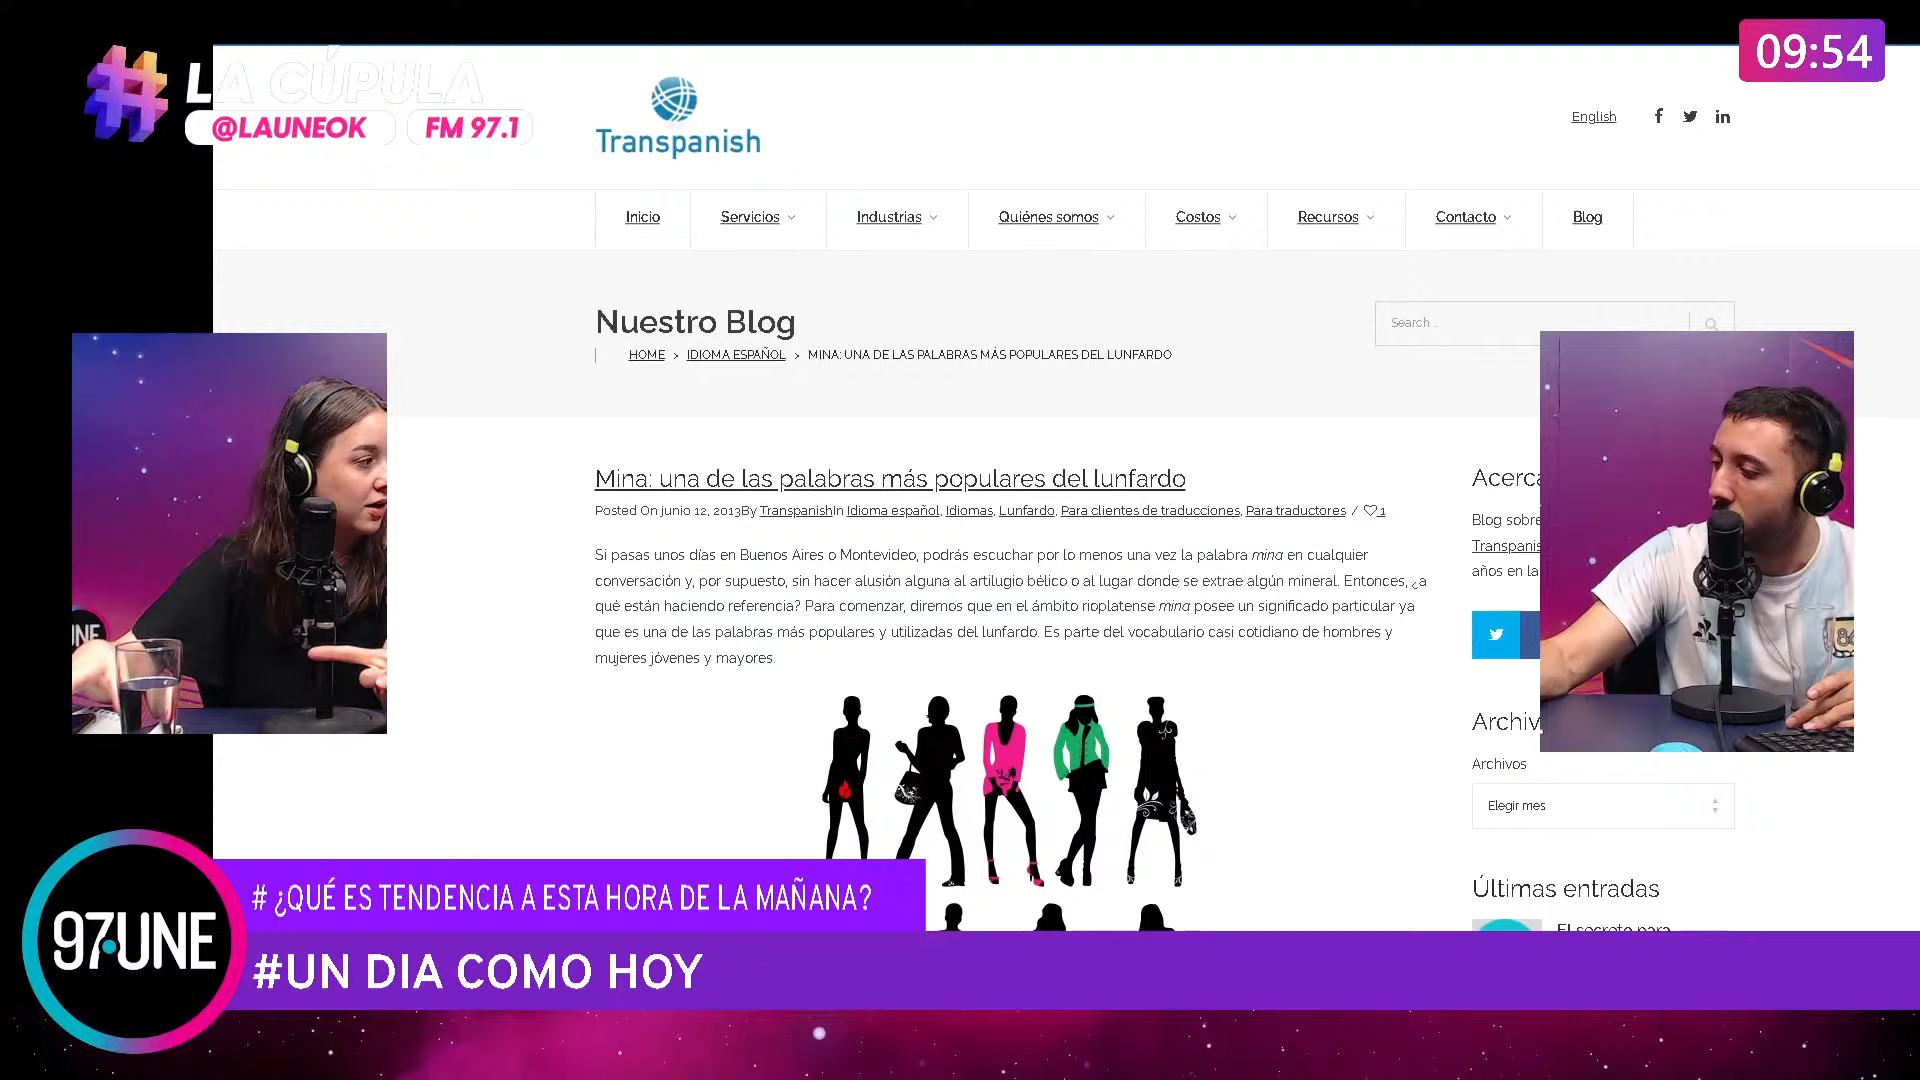 LA CÚPULA
@LAUNEOK
FM 97.1
09:54
Transpanish
English
Inicio
Servicios
Industrias
Quiénes somos
Costos
Recursos
Contacto
Blog
Nuestro Blog
HOME > IDIOMA ESPAÑOL > MINA: UNA DE LAS PALABRAS MÁS POPULARES DEL LUNFARDO
Search ..
Mina: una de las palabras más populares del lunfardo
Posted On junio 12, 2013By TranspanishIn Idioma español, Idiomas, Lunfardo, Para clientes de traducciones, Para traductores / 1
Si pasas unos días en Buenos Aires o Montevideo, podrás escuchar por lo menos una vez la palabra mina en cualquier
conversación y, por supuesto, sin hacer alusión alguna al artilugio bélico o al lugar donde se extrae algún mineral. Entonces, ¿a
qué están haciendo referencia? Para comenzar, diremos que en el ámbito rioplatense mina posee un significado particular ya
que es una de las palabras más populares y utilizadas del lunfardo. Es parte del vocabulario casi cotidiano de hombres y
mujeres jóvenes y mayores.
Acerca
Blog sobre
Transpanis
años en la
Archiv
Archivos
Elegir mes
Últimas entradas
El secreto para
97UNE
# ¿QUÉ ES TENDENCIA A ESTA HORA DE LA MAÑANA?
#UN DIA COMO HOY